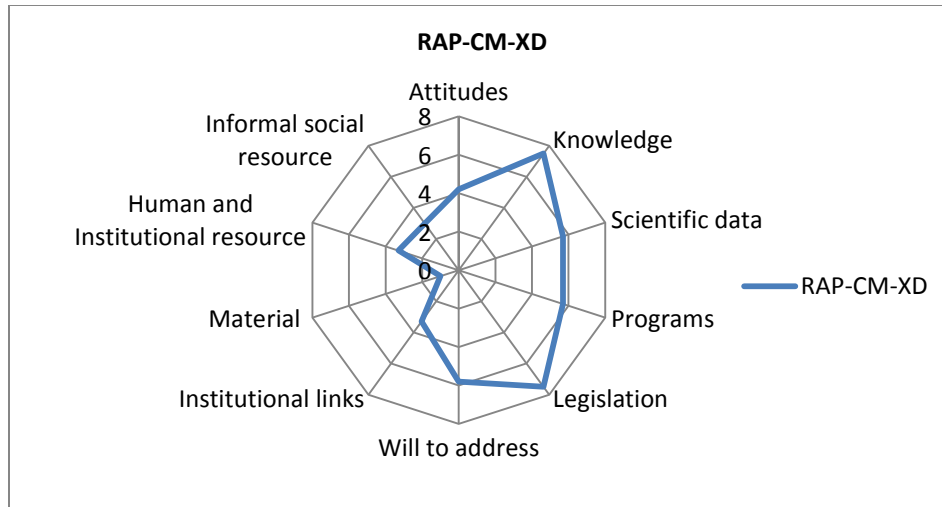 RAP-CM-XD
Attitudes
8
Informal social
resource
Knowledge
6
4
Human and
Institutional resource
Scientific data
2
0
RAP-CM-XD
Material
Programs
Institutional links
Legislation
Will to address